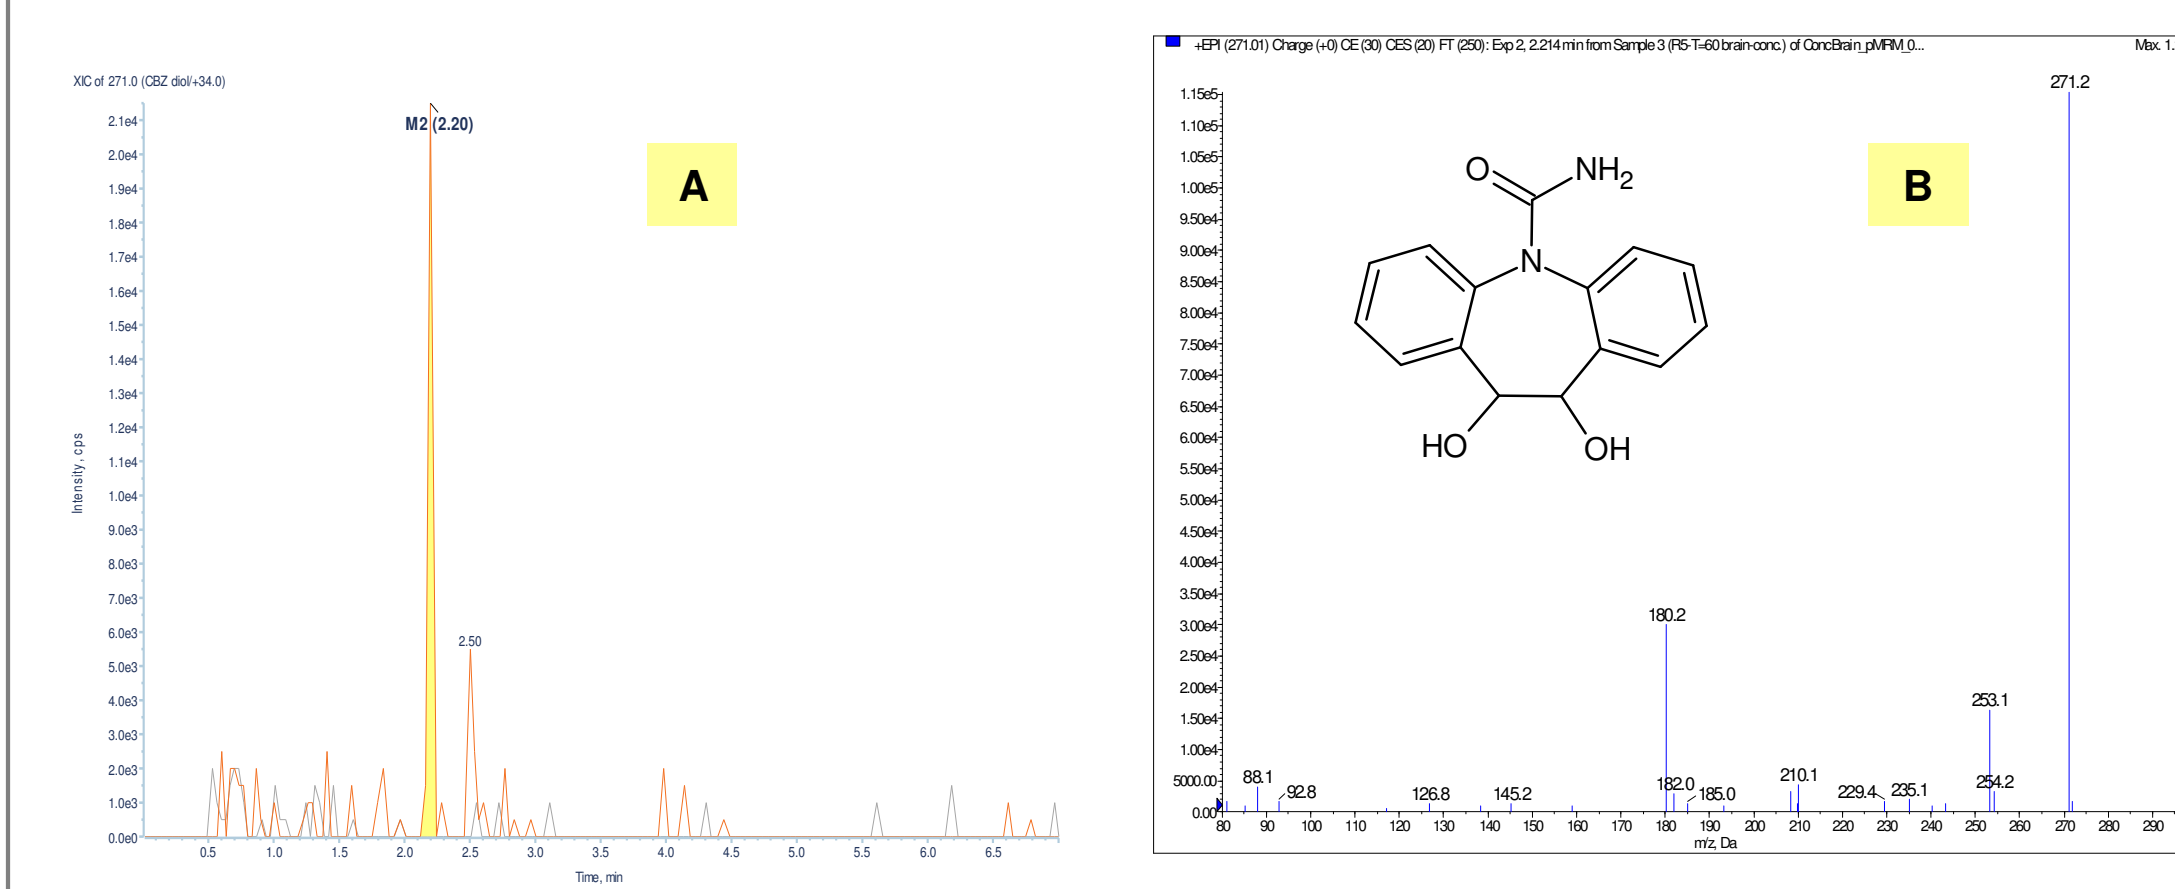 XIC of 271.0 (CBZ diol/+34.0)
M2 (2.20)
2.50
A
Intensity, cps
2.1e4
2.0e4
1.9e4
1.8e4
1.7e4
1.6e4
1.5e4
1.4e4
1.3e4
1.2e4
1.1e4
1.0e4
9.0e3
8.0e3
7.0e3
6.0e3
5.0e3
4.0e3
3.0e3
2.0e3
1.0e3
0.0e0
0.5 1.0 1.5 2.0 2.5 3.0 3.5 4.0 4.5 5.0 5.5 6.0 6.5
Time, min
+EPI (271.01) Charge (+0) CE (30) CES (20) FT (250): Exp 2, 2.214 min from Sample 3 (R5-T=60 brain-conc.) of ConcBrain_pMRM_0...
Max. 1.
B
O NH2
N
HO OH
1.15e5
1.10e5
1.05e5
1.00e5
9.50e4
9.00e4
8.50e4
8.00e4
7.50e4
7.00e4
6.50e4
6.00e4
5.50e4
5.00e4
4.50e4
4.00e4
3.50e4
3.00e4
2.50e4
2.00e4
1.50e4
1.00e4
5000.00
0.00
271.2
180.2
253.1
254.2
88.1
92.8
126.8
145.2
182.0
185.0
210.1
229.4
235.1
80 90 100 110 120 130 140 150 160 170 180 190 200 210 220 230 240 250 260 270 280 290
m/z, Da